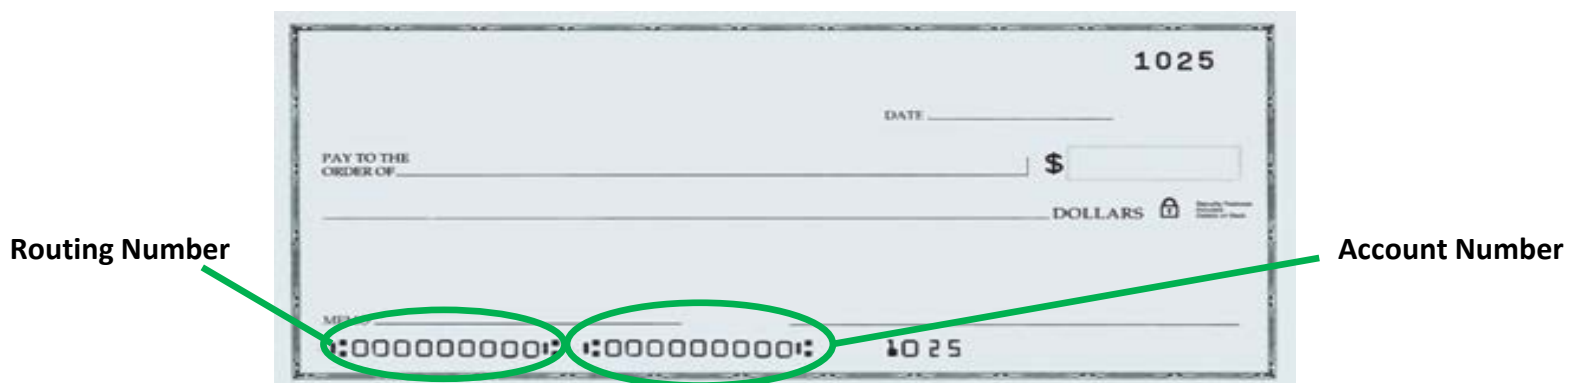 1025
DATE
PAY TO THE
ORDER OF
$
DOLLARS
Routing Number
Account Number
MEMO
⑆000000000⑆ ⑆000000000⑆ 1025